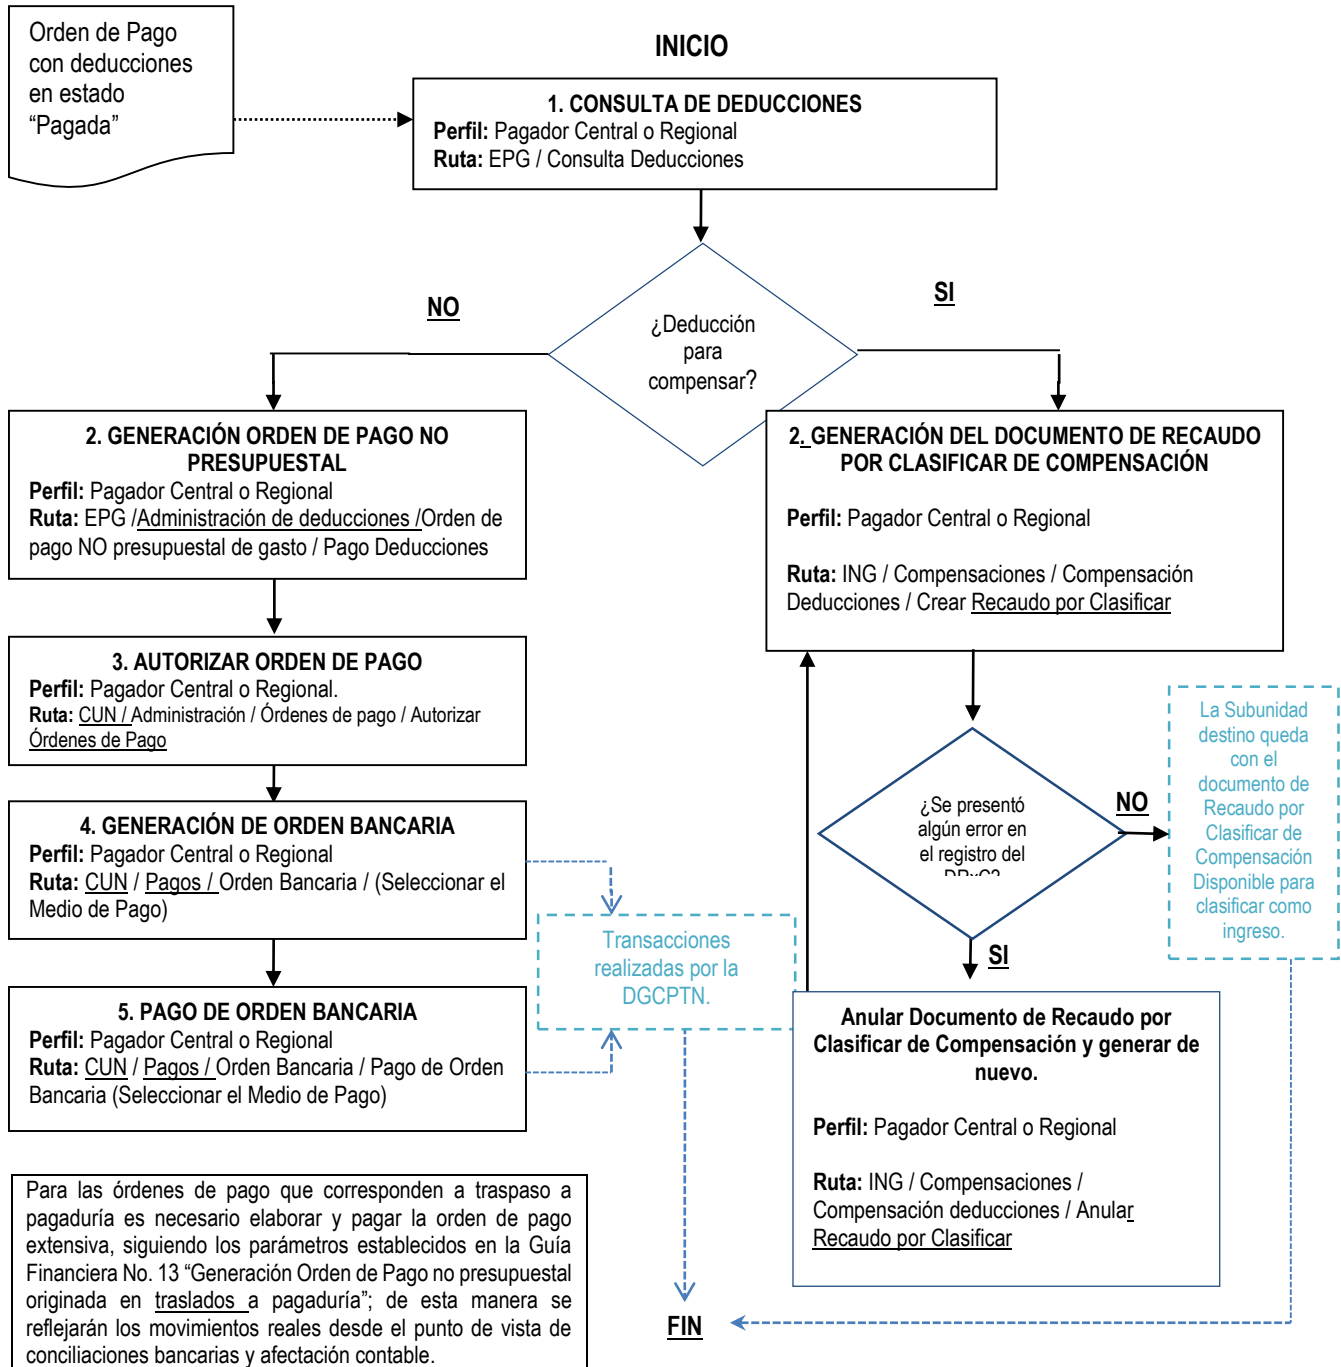 Orden de Pago
con deducciones
en estado
“Pagada”
INICIO
1. CONSULTA DE DEDUCCIONES
Perfil: Pagador Central o Regional
Ruta: EPG / Consulta Deducciones
NO
SI
¿Deducción
para
compensar?
2. GENERACIÓN ORDEN DE PAGO NO
PRESUPUESTAL
Perfil: Pagador Central o Regional
Ruta: EPG /Administración de deducciones /Orden de
pago NO presupuestal de gasto / Pago Deducciones
2. GENERACIÓN DEL DOCUMENTO DE RECAUDO
POR CLASIFICAR DE COMPENSACIÓN
Perfil: Pagador Central o Regional
Ruta: ING / Compensaciones / Compensación
Deducciones / Crear Recaudo por Clasificar
3. AUTORIZAR ORDEN DE PAGO
Perfil: Pagador Central o Regional.
Ruta: CUN / Administración / Órdenes de pago / Autorizar
Órdenes de Pago
4. GENERACIÓN DE ORDEN BANCARIA
Perfil: Pagador Central o Regional
Ruta: CUN / Pagos / Orden Bancaria / (Seleccionar el
Medio de Pago)
5. PAGO DE ORDEN BANCARIA
Perfil: Pagador Central o Regional
Ruta: CUN / Pagos / Orden Bancaria / Pago de Orden
Bancaria (Seleccionar el Medio de Pago)
Transacciones
realizadas por la
DGCPTN.
¿Se presentó
algún error en
el registro del
NO
SI
La Subunidad
destino queda
con el
documento de
Recaudo por
Clasificar de
Compensación
Disponible para
clasificar como
ingreso.
Anular Documento de Recaudo por
Clasificar de Compensación y generar de
nuevo.
Perfil: Pagador Central o Regional
Ruta: ING / Compensaciones /
Compensación deducciones / Anular
Recaudo por Clasificar
Para las órdenes de pago que corresponden a traspaso a
pagaduría es necesario elaborar y pagar la orden de pago
extensiva, siguiendo los parámetros establecidos en la Guía
Financiera No. 13 “Generación Orden de Pago no presupuestal
originada en traslados a pagaduría”; de esta manera se
reflejarán los movimientos reales desde el punto de vista de
conciliaciones bancarias y afectación contable.
FIN